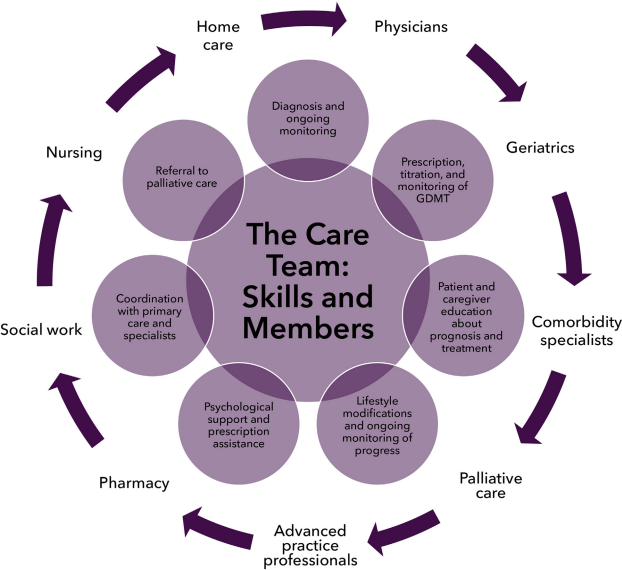 Home
care
Physicians
Geriatrics
Comorbidity
specialists
Palliative
care
Advanced
practice
professionals
Pharmacy
Social work
Nursing
Diagnosis and
ongoing
monitoring
Prescription,
titration, and
monitoring of
GDMT
Patient and
caregiver
education
about
prognosis and
treatment
Lifestyle
modifications
and ongoing
monitoring of
progress
Psychological
support and
prescription
assistance
Coordination
with primary
care and
specialists
Referral to
palliative care
The Care
Team:
Skills and
Members